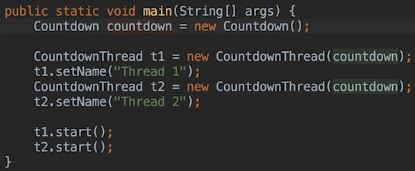 public static void main(String[] args) {
    Countdown countdown = new Countdown();

    CountdownThread t1 = new CountdownThread(countdown);
    t1.setName("Thread 1");
    CountdownThread t2 = new CountdownThread(countdown);
    t2.setName("Thread 2");

    t1.start();
    t2.start();
}